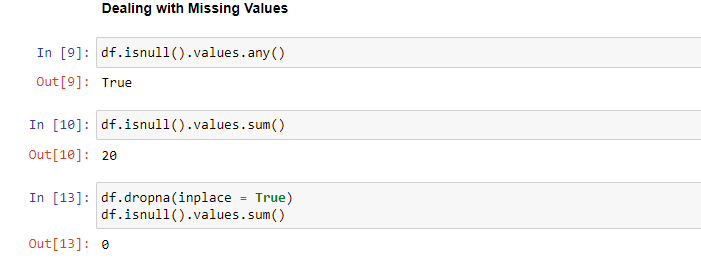 Dealing with Missing Values
In [9]: df.isnull().values.any()
Out[9]: True
In [10]: df.isnull().values.sum()
Out[10]: 20
In [13]: df.dropna(inplace = True)
df.isnull().values.sum()
Out[13]: 0